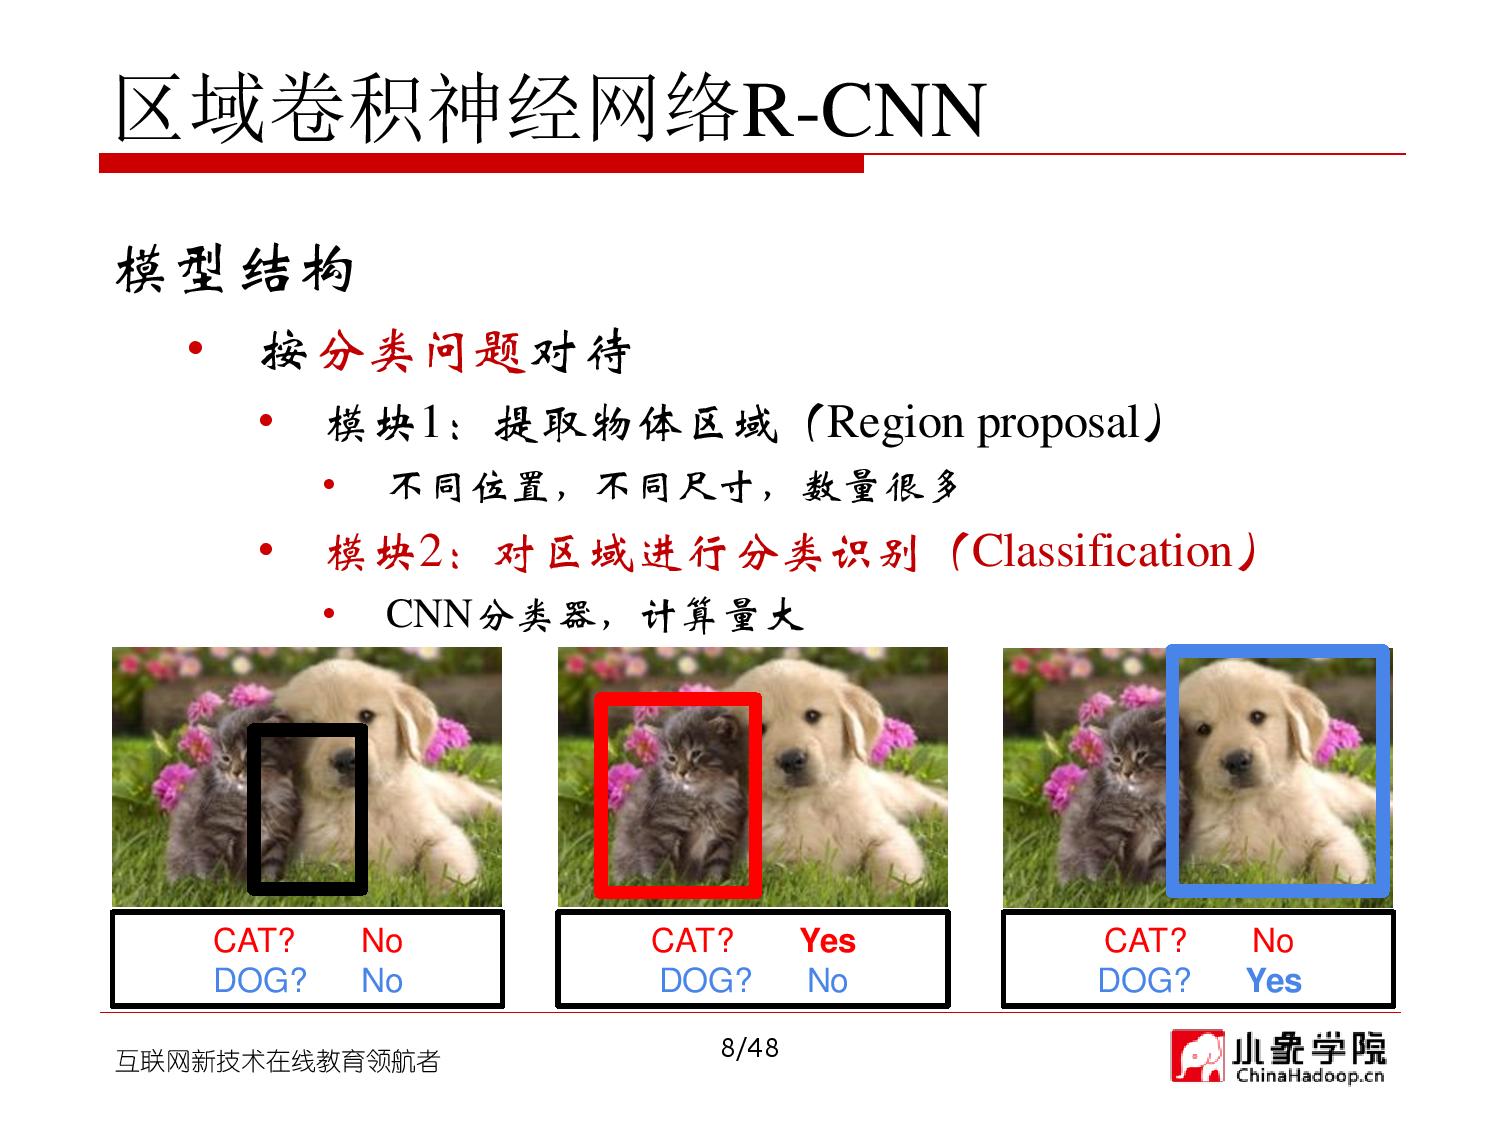 区域卷积神经网络R-CNN
模型结构
• 按分类问题对待
• 模块1：提取物体区域（Region proposal）
• 不同位置，不同尺寸，数量很多
• 模块2：对区域进行分类识别（Classification）
• CNN分类器，计算量大
CAT? No
DOG? No
CAT? Yes
DOG? No
CAT? No
DOG? Yes
互联网新技术在线教育领航者
8/48
小象学院
ChinaHadoop.cn